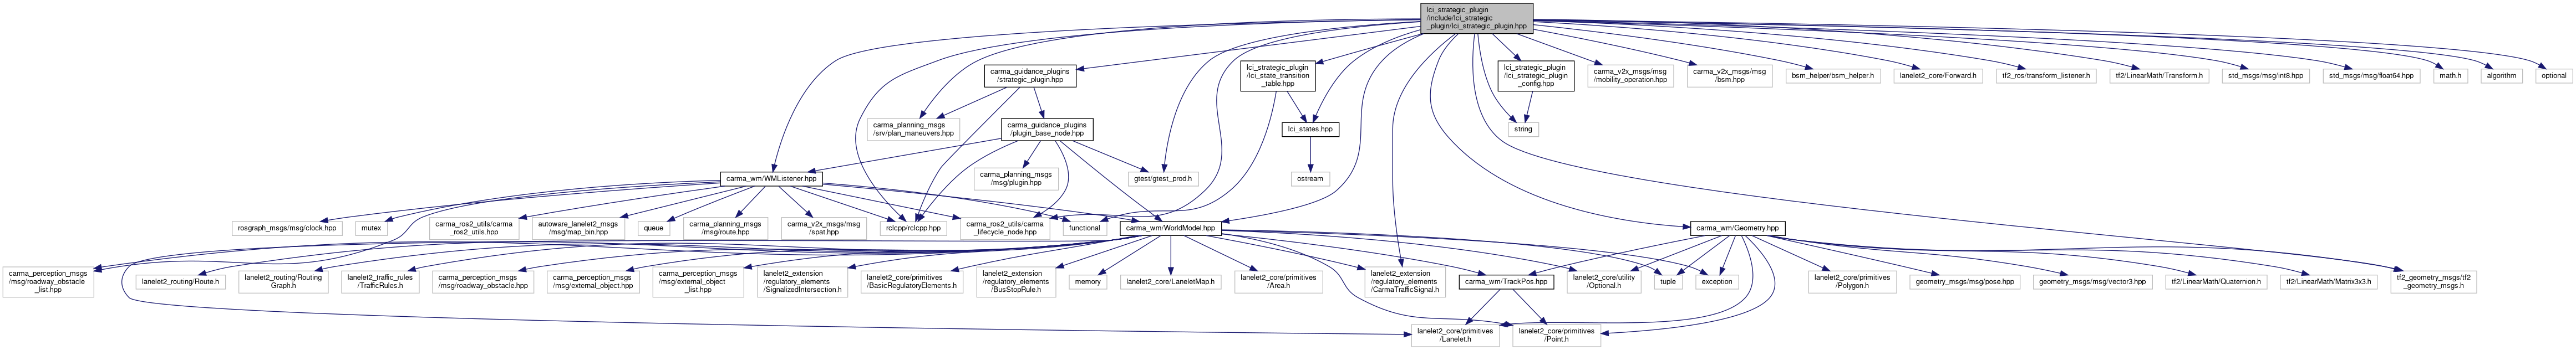 lci_strategic_plugin
/include/lci_strategic
_plugin/lci_strategic_plugin.hpp
carma_guidance_plugins
/strategic_plugin.hpp
lci_strategic_plugin
/lci_state_transition
_table.hpp
lci_strategic_plugin
/lci_strategic_plugin
_config.hpp
carma_v2x_msgs/msg
/mobility_operation.hpp
carma_v2x_msgs/msg
/bsm.hpp
bsm_helper/bsm_helper.h
lanelet2_core/Forward.h
tf2_ros/transform_listener.h
tf2/LinearMath/Transform.h
std_msgs/msg/int8.hpp
std_msgs/msg/float64.hpp
math.h
algorithm
optional
carma_planning_msgs
/srv/plan_maneuvers.hpp
carma_guidance_plugins
/plugin_base_node.hpp
lci_states.hpp
string
carma_wm/WMListener.hpp
carma_planning_msgs
/msg/plugin.hpp
gtest/gtest_prod.h
ostream
rosgraph_msgs/msg/clock.hpp
mutex
carma_ros2_utils/carma
_ros2_utils.hpp
autoware_lanelet2_msgs
/msg/map_bin.hpp
queue
carma_planning_msgs
/msg/route.hpp
carma_v2x_msgs/msg
/spat.hpp
rclcpp/rclcpp.hpp
carma_ros2_utils/carma
_lifecycle_node.hpp
functional
carma_wm/WorldModel.hpp
carma_wm/Geometry.hpp
carma_perception_msgs
/msg/roadway_obstacle
_list.hpp
lanelet2_routing/Route.h
lanelet2_routing/Routing
Graph.h
lanelet2_traffic_rules
/TrafficRules.h
carma_perception_msgs
/msg/roadway_obstacle.hpp
carma_perception_msgs
/msg/external_object.hpp
carma_perception_msgs
/msg/external_object
_list.hpp
lanelet2_extension
/regulatory_elements
/SignalizedIntersection.h
lanelet2_core/primitives
/BasicRegulatoryElements.h
lanelet2_extension
/regulatory_elements
/BusStopRule.h
memory
lanelet2_core/LaneletMap.h
lanelet2_core/primitives
/Area.h
lanelet2_extension
/regulatory_elements
/CarmaTrafficSignal.h
carma_wm/TrackPos.hpp
lanelet2_core/utility
/Optional.h
tuple
exception
lanelet2_core/primitives
/Polygon.h
geometry_msgs/msg/pose.hpp
geometry_msgs/msg/vector3.hpp
tf2/LinearMath/Quaternion.h
tf2/LinearMath/Matrix3x3.h
tf2_geometry_msgs/tf2
_geometry_msgs.h
lanelet2_core/primitives
/Lanelet.h
lanelet2_core/primitives
/Point.h